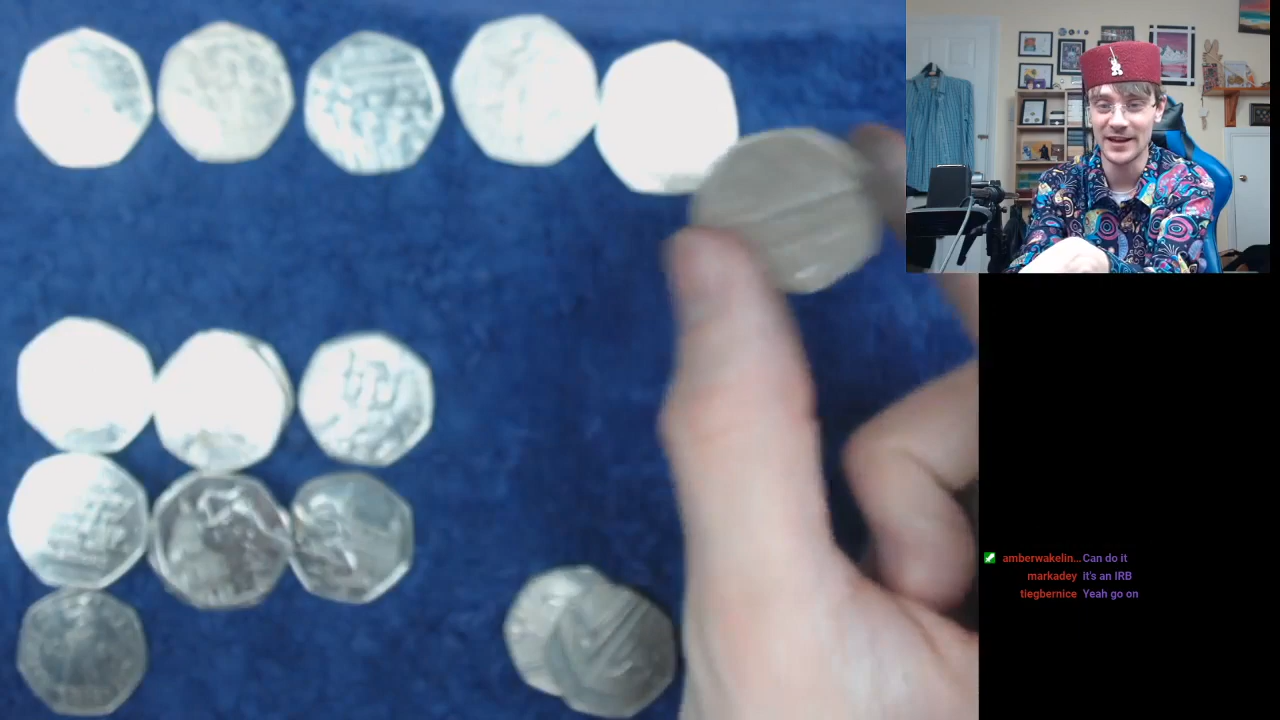 amberwakelin... Can do it
markadey it's an IRB
tiegbernice Yeah go on